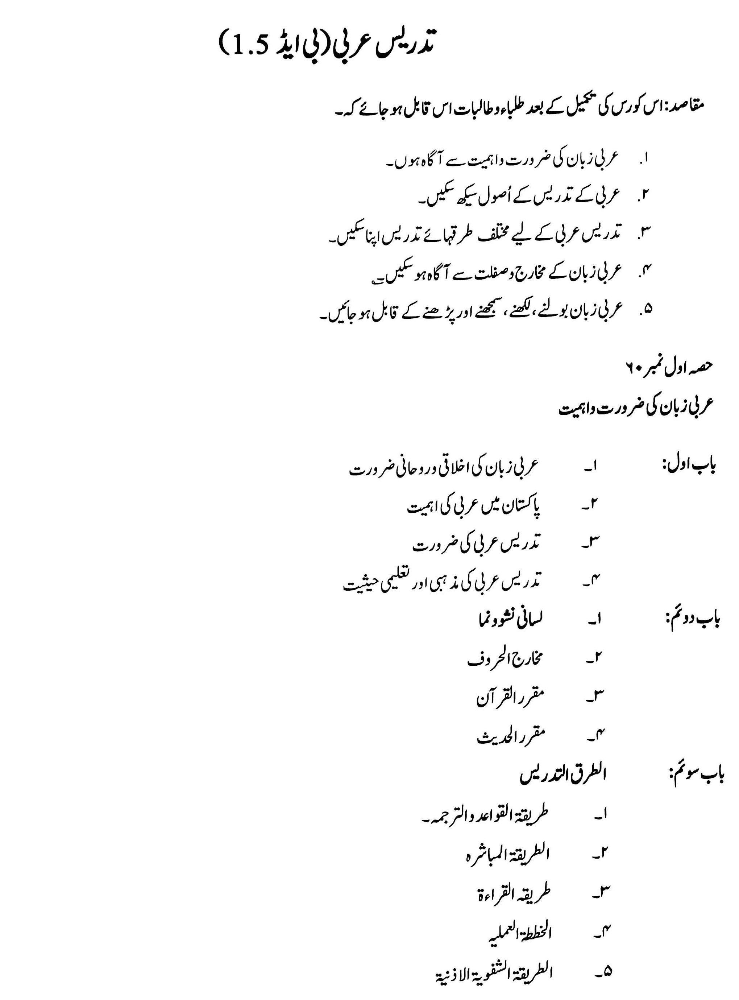 تدریس عربی (بی ایڈ 1.5)
مقاصد: اس کورس کی تکمیل کے بعد طلباء و طالبات اس قابل ہو جائے کہ۔
۱. عربی زبان کی ضرورت واہمیت سے آگاہ ہوں۔
۲. عربی کے تدریس کے اُصول سیکھ سکیں۔
۳. تدریس عربی کے لیے مختلف طرقہائے تدریس اپنا سکیں۔
۴. عربی زبان کے مخارج و صفلت سے آگاہ ہو سکیں۔
۵. عربی زبان بولنے، لکھنے، سمجھنے اور پڑھنے کے قابل ہو جائیں۔
حصہ اول نمبر ۶۰
عربی زبان کی ضرورت واہمیت
باب اول: ۱۔ عربی زبان کی اخلاقی و روحانی ضرورت
۲۔ پاکستان میں عربی کی اہمیت
۳۔ تدریس عربی کی ضرورت
۴۔ تدریس عربی کی مذہبی اور تعلیمی حیثیت
باب دوئم: ۱۔ لسانی نشوونما
۲۔ مخارج الحروف
۳۔ مقرر القرآن
۴۔ مقرر الحدیث
باب سوئم: الطرق التدریس
۱۔ طریقۃ القواعد والترجمہ۔
۲۔ الطریقۃ المباشرہ
۳۔ طریقہ القراءۃ
۴۔ الخططۃ العملیہ
۵۔ الطریقۃ الشفویۃ الاذنیۃ